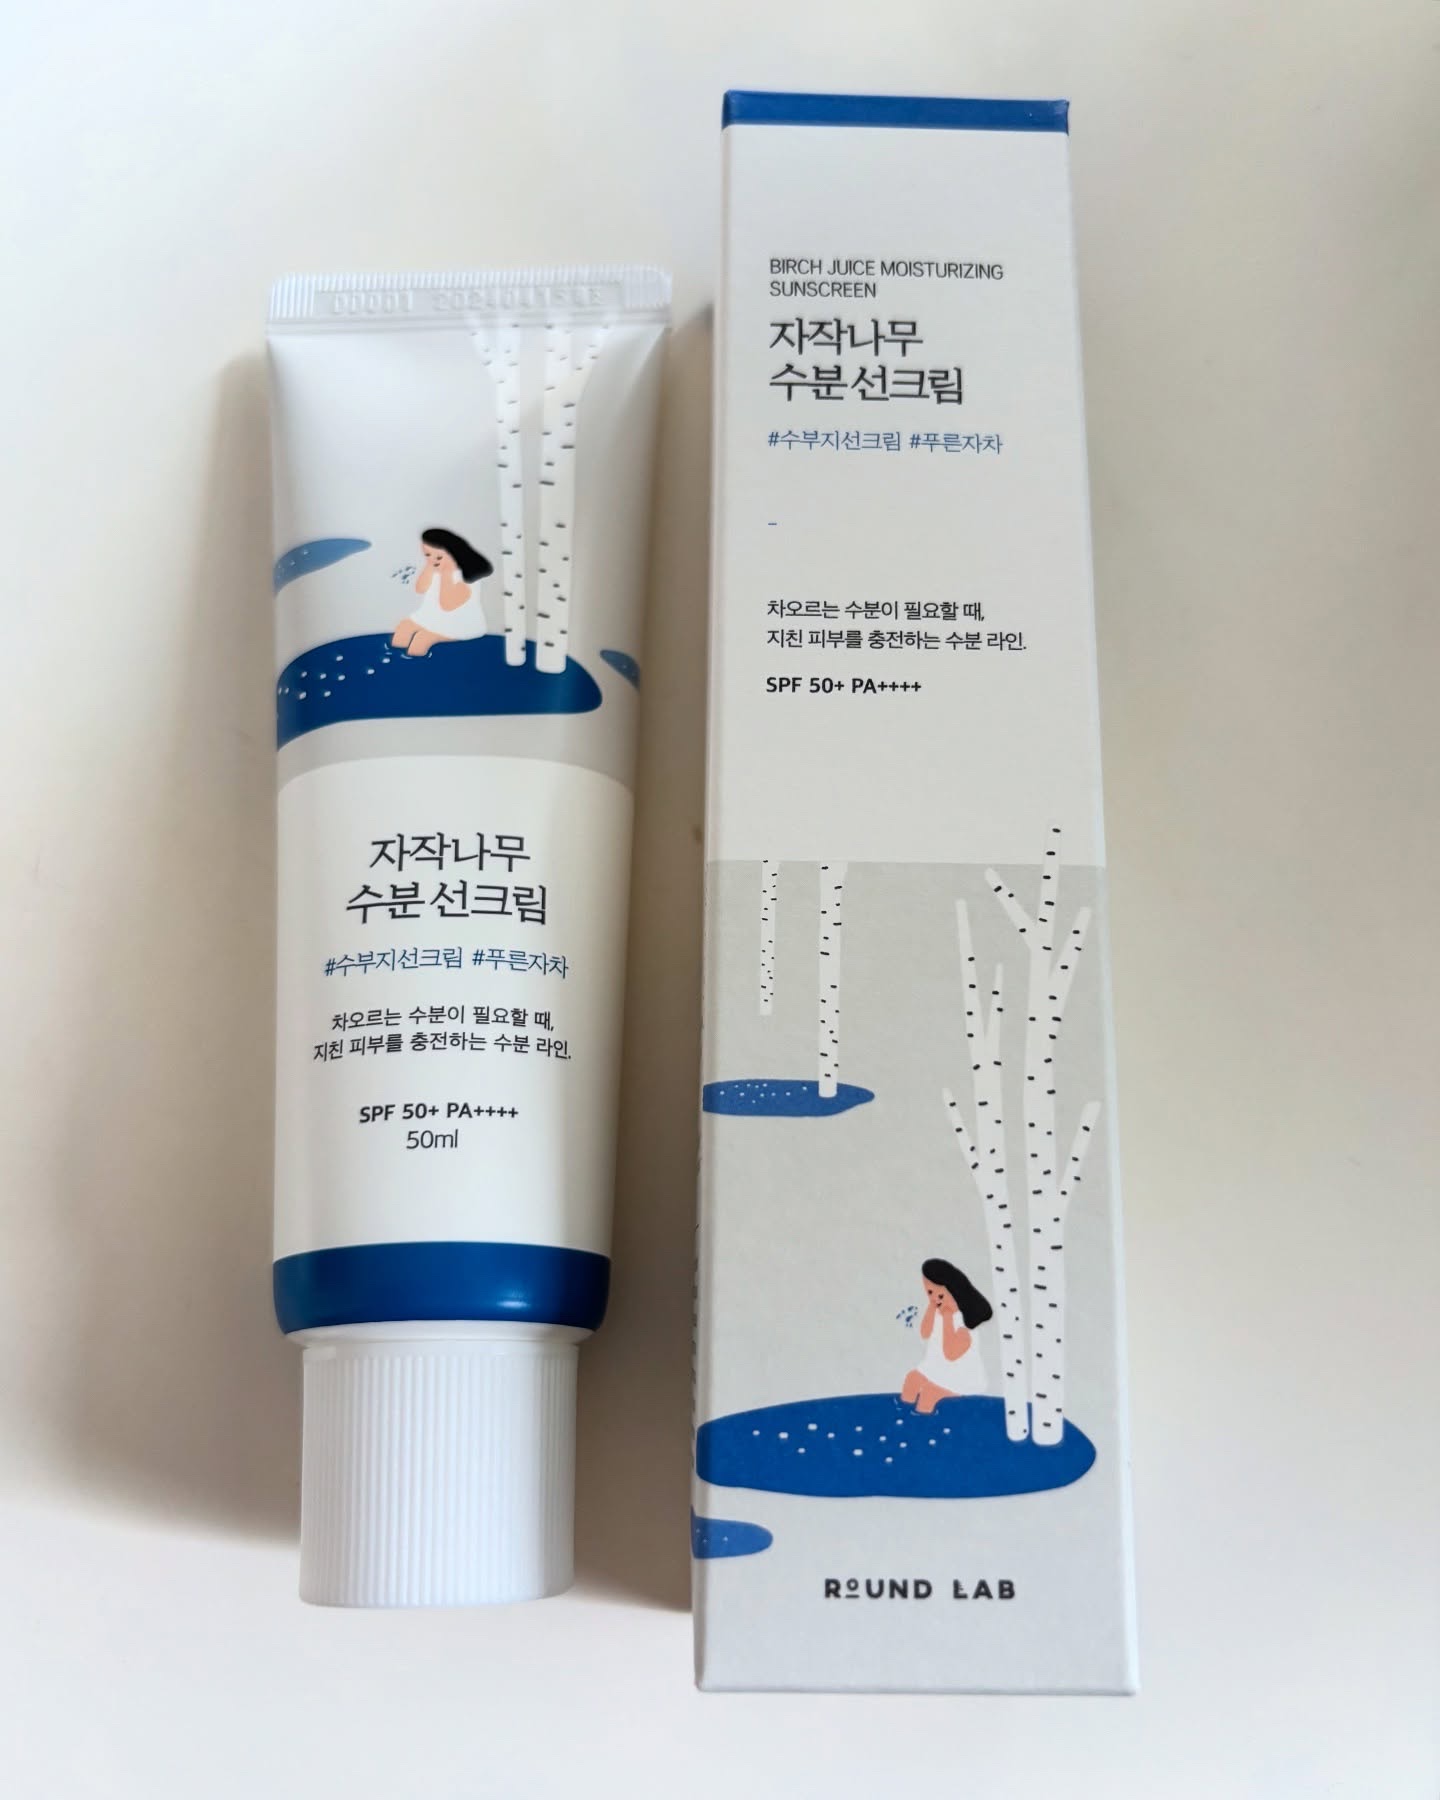 자작나무
수분 선크림
#수부지선크림 #푸른자차
차오르는 수분이 필요할 때,
지친 피부를 충전하는 수분 라인.
SPF 50+ PA++++
50ml
BIRCH JUICE MOISTURIZING
SUNSCREEN
자작나무
수분 선크림
#수부지선크림 #푸른자차
차오르는 수분이 필요할 때,
지친 피부를 충전하는 수분 라인.
SPF 50+ PA++++
ROUND LAB